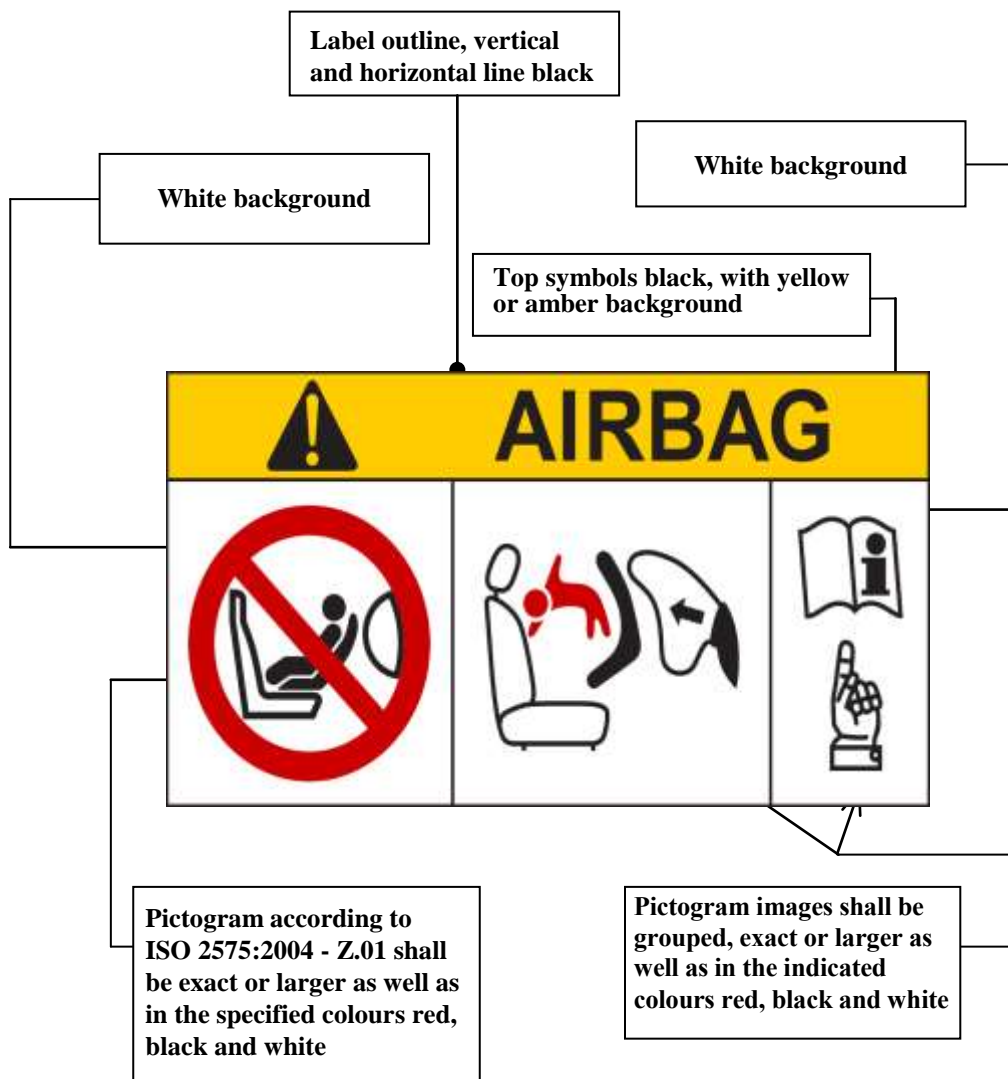 Label outline, vertical
and horizontal line black
White background
White background
Top symbols black, with yellow
or amber background
AIRBAG
Pictogram according to
ISO 2575:2004 - Z.01 shall
be exact or larger as well as
in the specified colours red,
black and white
Pictogram images shall be
grouped, exact or larger as
well as in the indicated
colours red, black and white